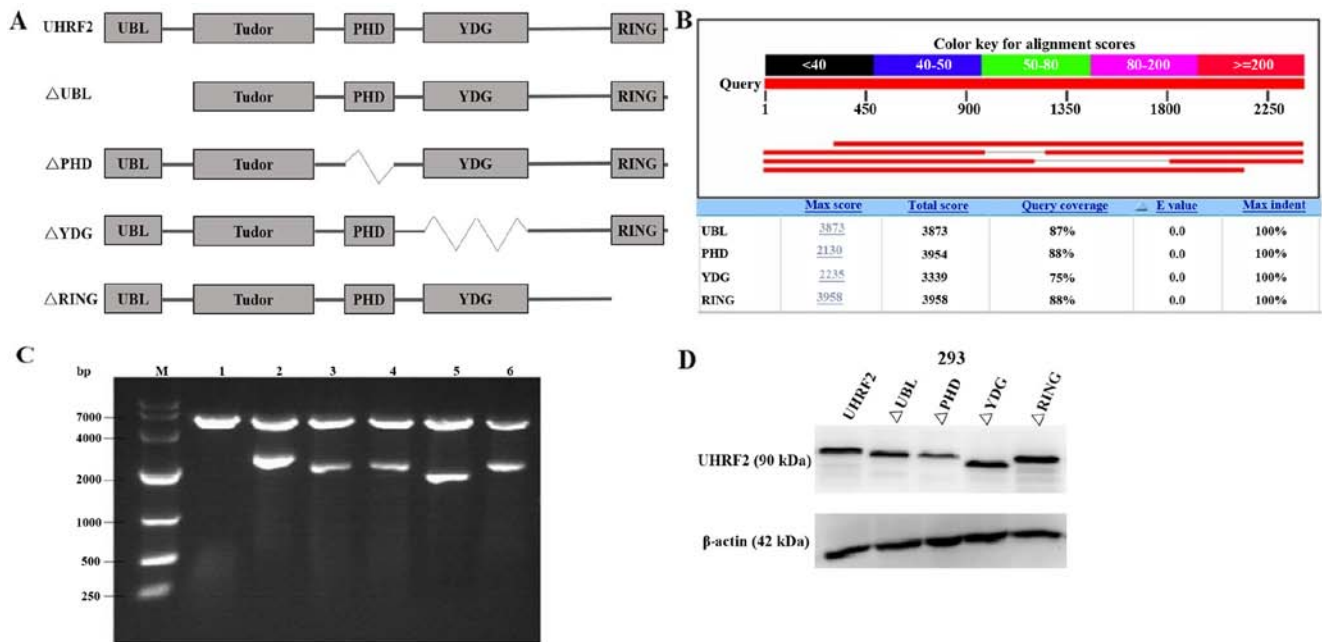 A
UHRF2 UBL Tudor PHD YDG RING
△UBL Tudor PHD YDG RING
△PHD UBL Tudor YDG RING
△YDG UBL Tudor PHD RING
△RING UBL Tudor PHD YDG
B
Color key for alignment scores
<40 40-50 50-80 80-200 >=200
Query
1 450 900 1350 1800 2250
Max score Total score Query coverage △ E value Max indent
UBL 3873 3873 87% 0.0 100%
PHD 2130 3954 88% 0.0 100%
YDG 2235 3339 75% 0.0 100%
RING 3958 3958 88% 0.0 100%
C
bp M 1 2 3 4 5 6
7000
4000
2000
1000
500
250
D
293
UHRF2 △UBL △PHD △YDG △RING
UHRF2 (90 kDa)
β-actin (42 kDa)